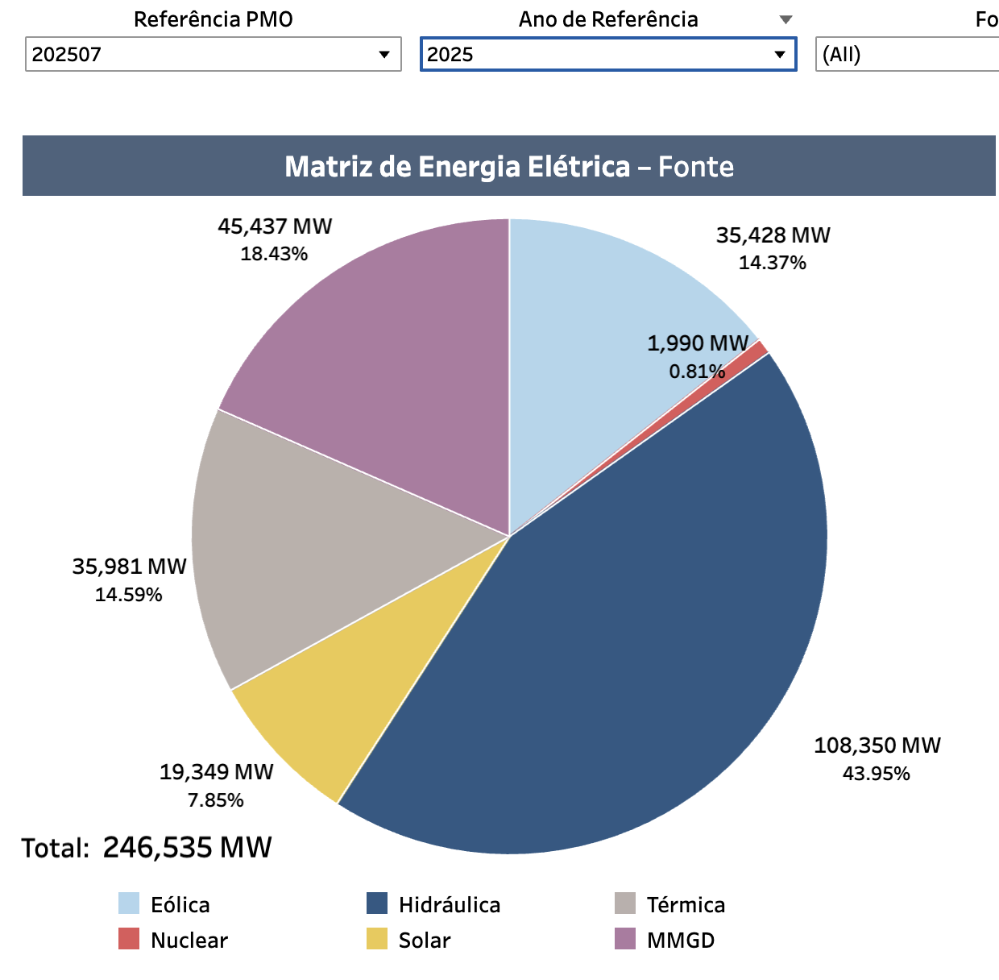 Referência PMO
202507
Ano de Referência
2025
Fo
(All)
Matriz de Energia Elétrica – Fonte
45,437 MW
18.43%
35,428 MW
14.37%
1,990 MW
0.81%
35,981 MW
14.59%
108,350 MW
43.95%
19,349 MW
7.85%
Total: 246,535 MW
Eólica
Hidráulica
Térmica
Nuclear
Solar
MMGD